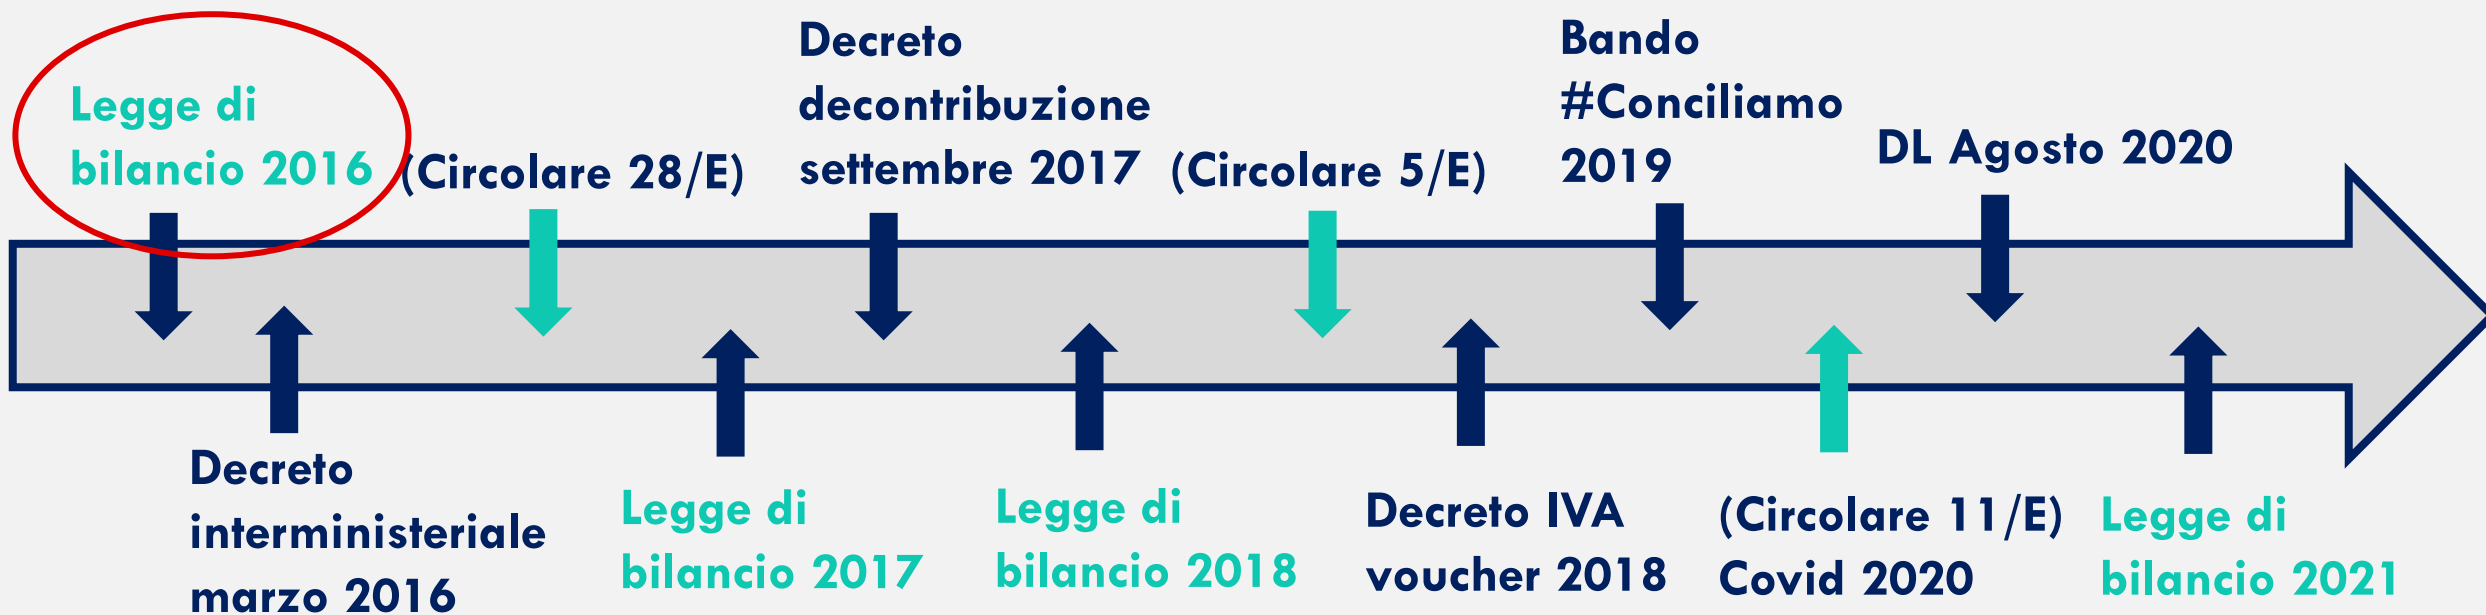 Legge di
bilancio 2016
(Circolare 28/E)
Decreto
decontribuzione
settembre 2017
(Circolare 5/E)
Bando
#Conciliamo
2019
DL Agosto 2020
Decreto
interministeriale
marzo 2016
Legge di
bilancio 2017
Legge di
bilancio 2018
Decreto IVA
voucher 2018
(Circolare 11/E)
Covid 2020
Legge di
bilancio 2021